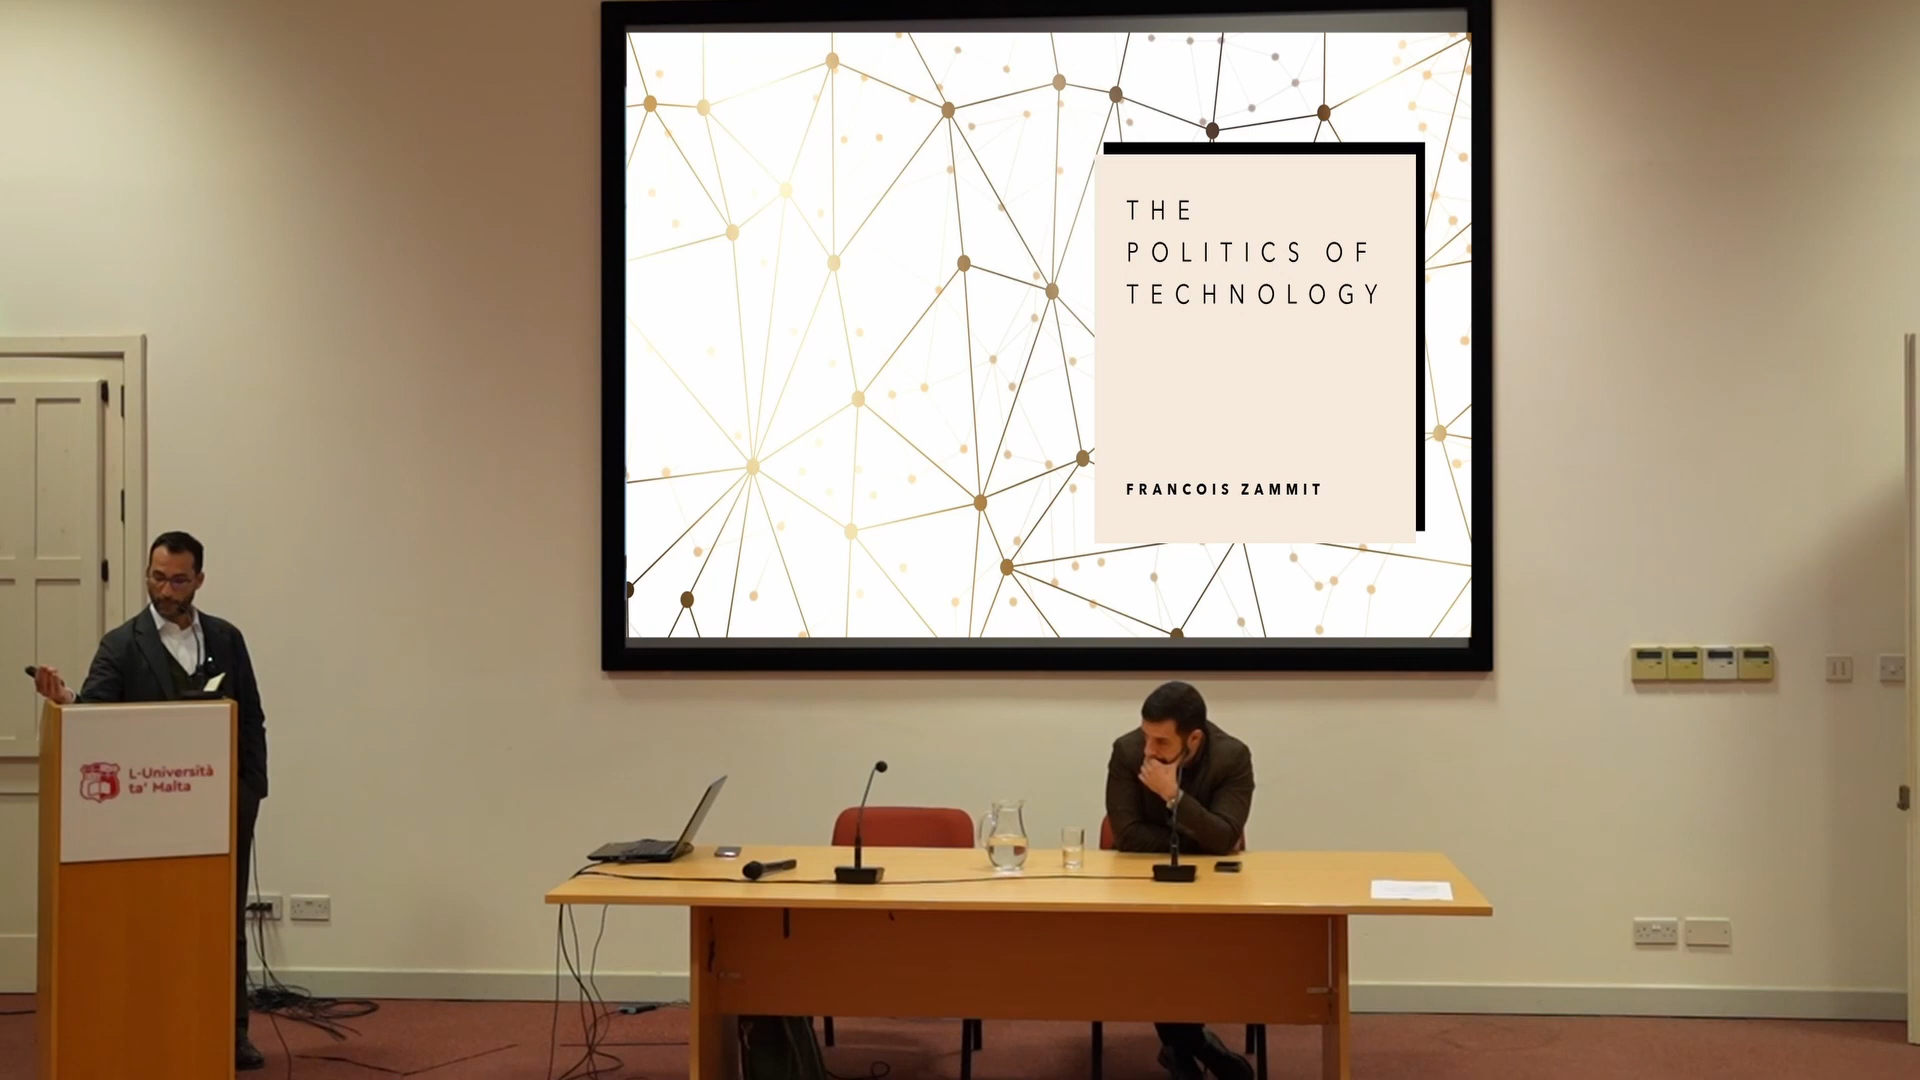 THE
POLITICS OF
TECHNOLOGY
FRANCOIS ZAMMIT
L-Università
ta' Malta